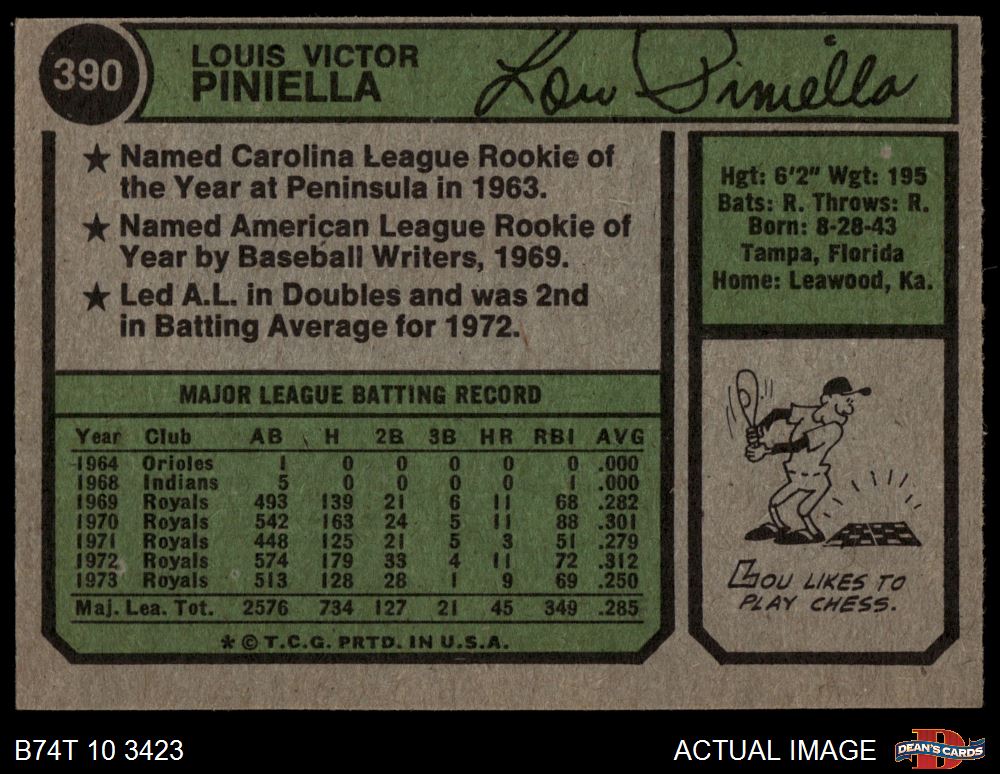 390
LOUIS VICTOR
PINIELLA
Lou Piniella
★ Named Carolina League Rookie of
the Year at Peninsula in 1963.
★ Named American League Rookie of
Year by Baseball Writers, 1969.
★ Led A.L. in Doubles and was 2nd
in Batting Average for 1972.
Hgt: 6'2" Wgt: 195
Bats: R. Throws: R.
Born: 8-28-43
Tampa, Florida
Home: Leawood, Ka.
MAJOR LEAGUE BATTING RECORD
Year Club AB H 2B 3B HR RBI AVG
1964 Orioles 1 0 0 0 0 0 .000
1968 Indians 5 0 0 0 0 1 .000
1969 Royals 493 139 21 6 11 68 .282
1970 Royals 542 163 24 5 11 88 .301
1971 Royals 448 125 21 5 3 51 .279
1972 Royals 574 179 33 4 11 72 .312
1973 Royals 513 128 28 1 9 69 .250
Maj. Lea. Tot. 2576 734 127 21 45 349 .285
* © T.C.G. PRTD. IN U.S.A.
LOU LIKES TO
PLAY CHESS.
B74T 10 3423
ACTUAL IMAGE
D
DEAN'S CARDS